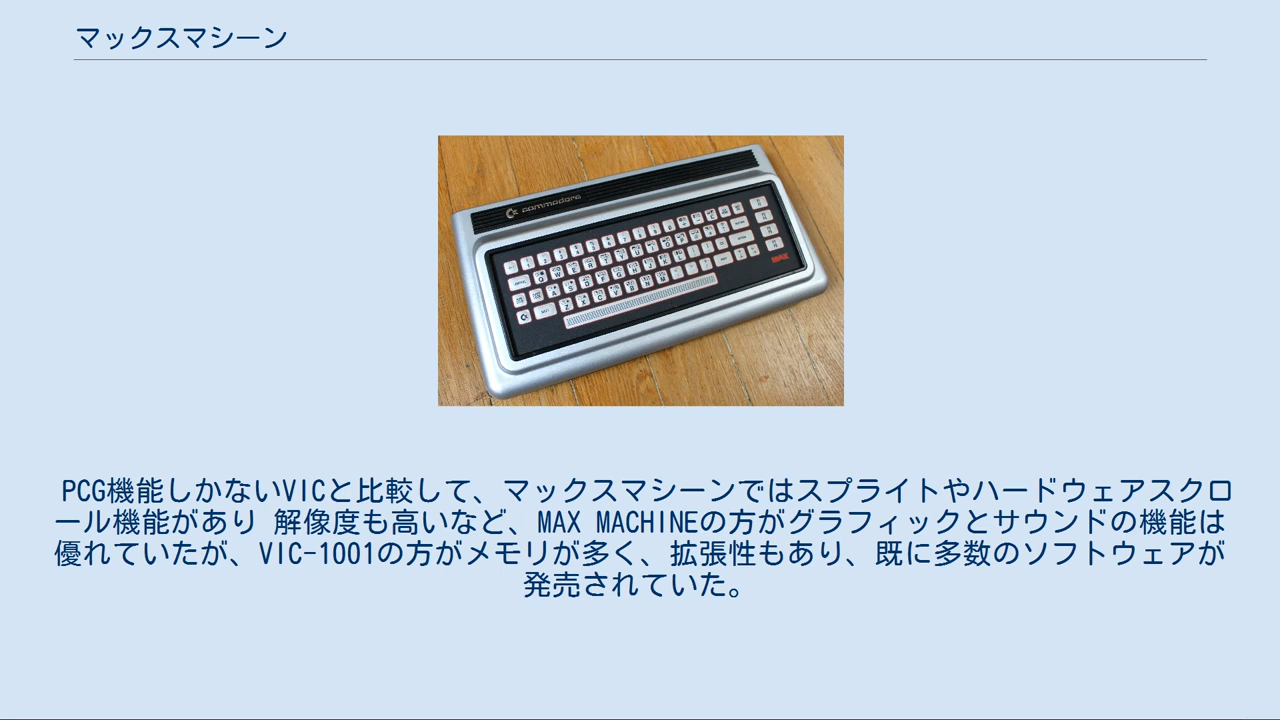 マックスマシーン
commodore
MAX
PCG機能しかないVICと比較して、マックスマシーンではスプライトやハードウェアスクロ
ール機能があり 解像度も高いなど、MAX MACHINEの方がグラフィックとサウンドの機能は
優れていたが、VIC-1001の方がメモリが多く、拡張性もあり、既に多数のソフトウェアが
発売されていた。